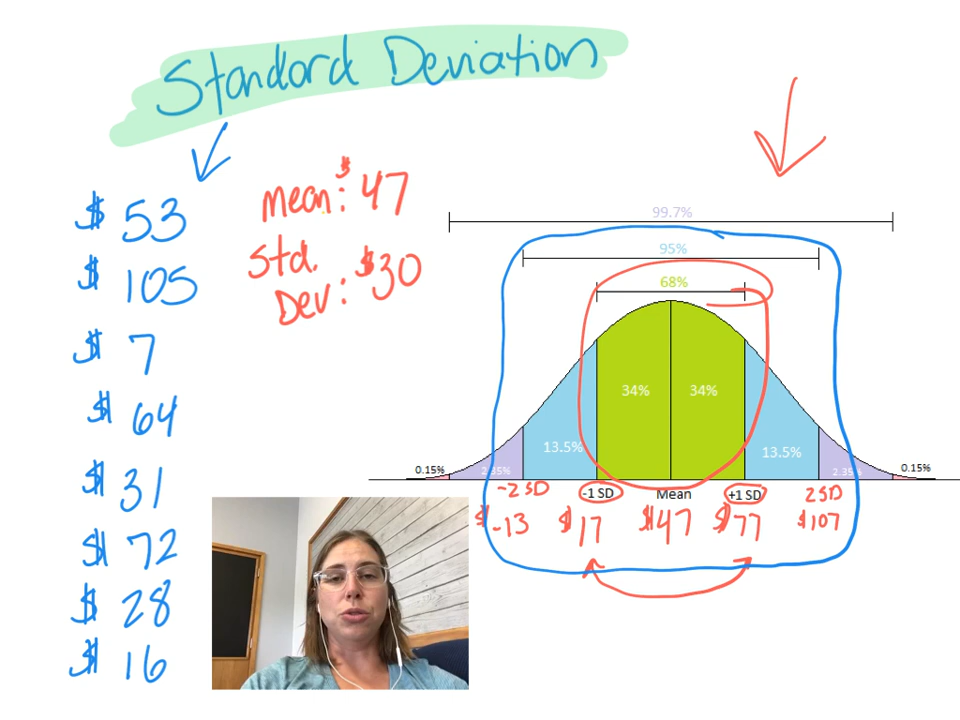 Standard Deviation
$ 53
$ 105
$ 7
$ 64
$ 31
$ 72
$ 28
$ 16
mean: $47
Std.
Dev: $30
99.7%
95%
68%
34% 34%
13.5% 13.5%
0.15% 2.35% 2.35% 0.15%
-2 SD -1 SD Mean +1 SD 2SD
$-13 $17 $47 $77 $107